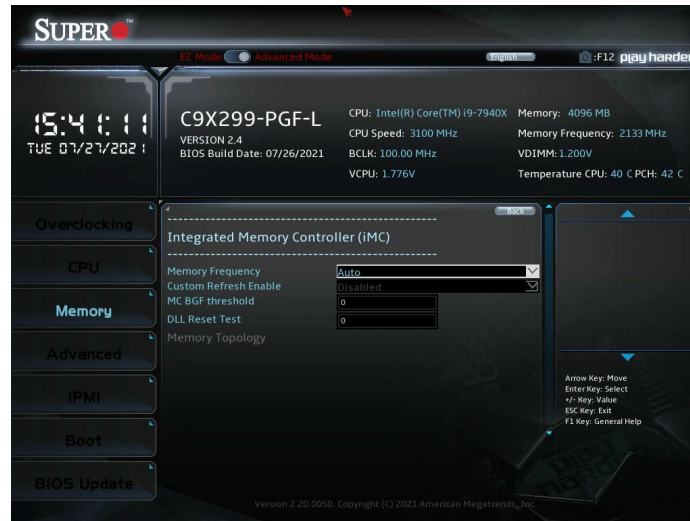 SUPER
TM
EZ Mode Advanced Mode
English
:F12 play harder
15:41:11
TUE 07/27/2021
C9X299-PGF-L
VERSION 2.4
BIOS Build Date: 07/26/2021
CPU: Intel(R) Core(TM) i9-7940X
CPU Speed: 3100 MHz
BCLK: 100.00 MHz
VCPU: 1.776V
Memory: 4096 MB
Memory Frequency: 2133 MHz
VDIMM: 1.200V
Temperature CPU: 40 C PCH: 42 C
Overclocking
CPU
Memory
Advanced
IPMI
Boot
BIOS Update
Back
Integrated Memory Controller (iMC)
Memory Frequency Auto
Custom Refresh Enable Disabled
MC BGF threshold 0
DLL Reset Test 0
Memory Topology
Arrow Key: Move
Enter Key: Select
+/- Key: Value
ESC Key: Exit
F1 Key: General Help
Version 2.20.0050. Copyright (C) 2021 American Megatrends, Inc.